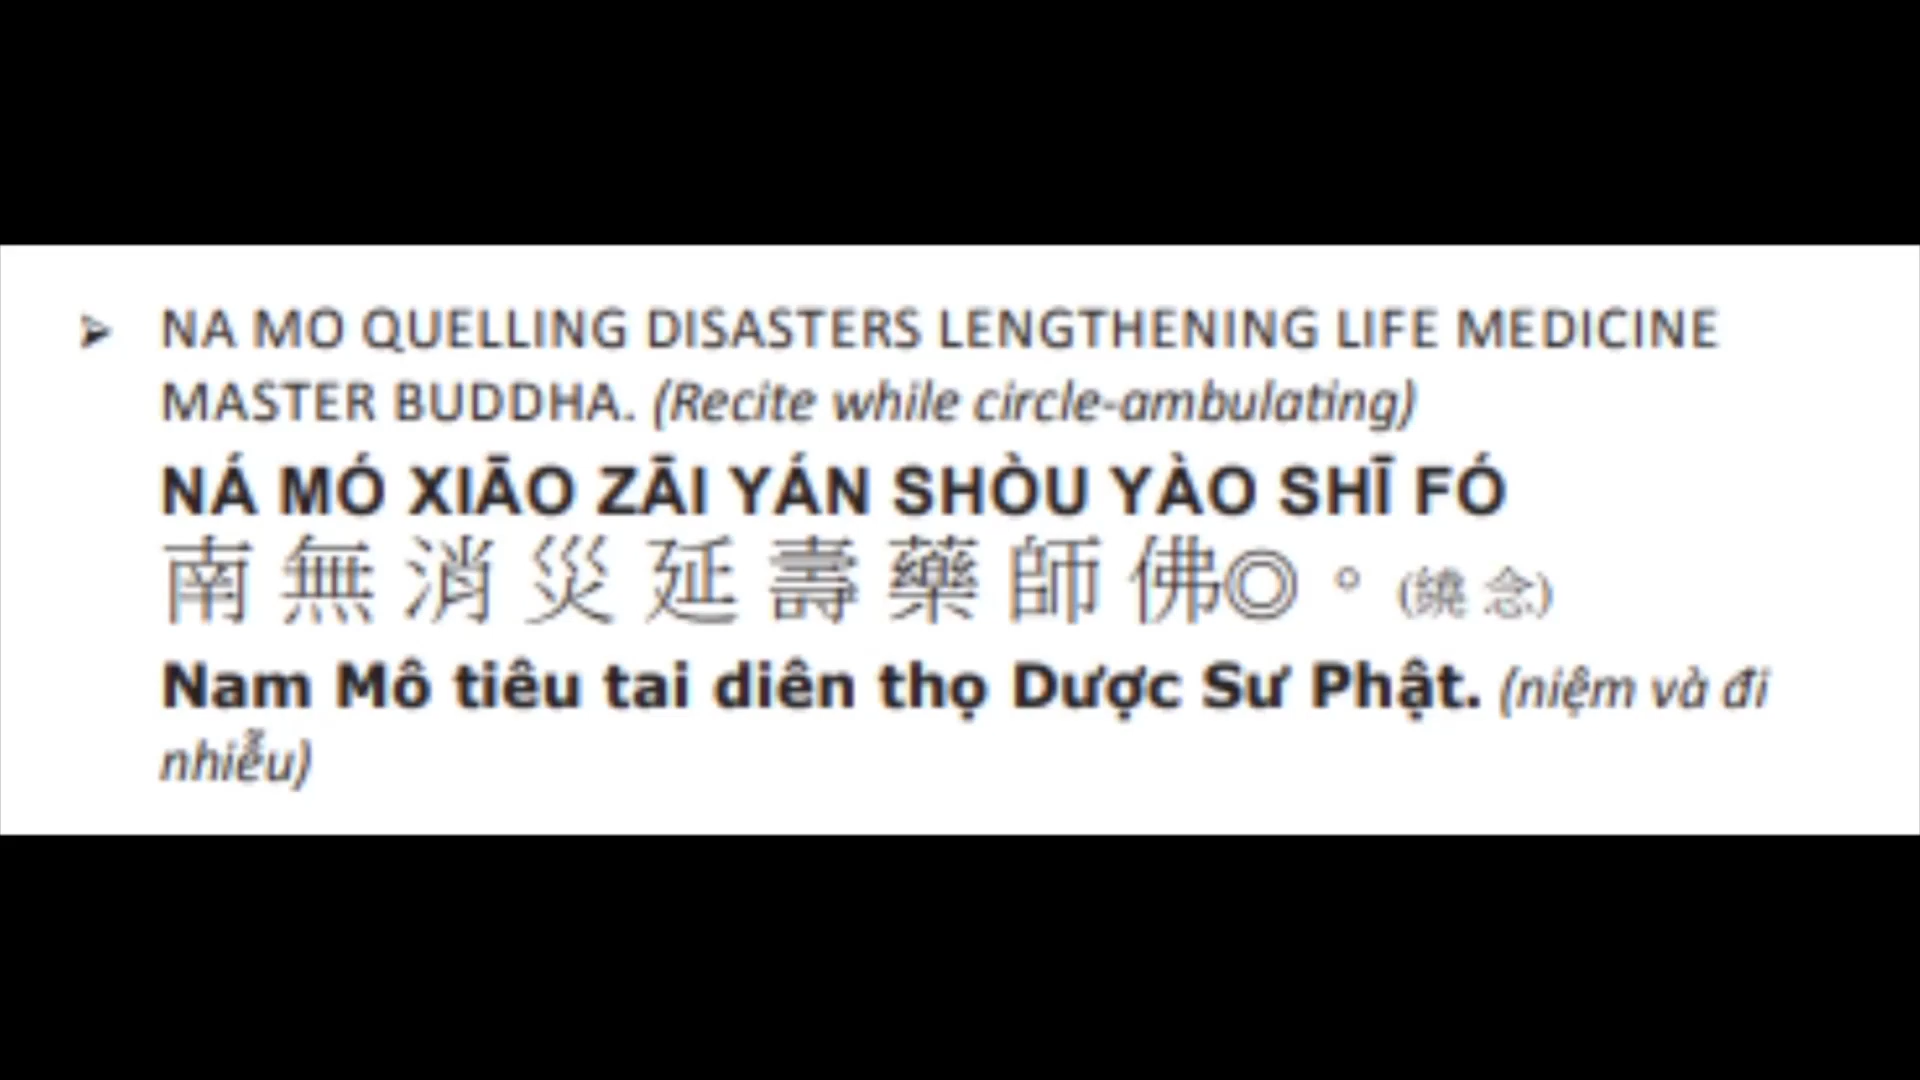 ➢ NA MO QUELLING DISASTERS LENGTHENING LIFE MEDICINE
MASTER BUDDHA. (Recite while circle-ambulating)
NÁ MÓ XIĀO ZĀI YÁN SHÒU YÀO SHĪ FÓ
南 無 消 災 延 壽 藥 師 佛◎。(繞 念)
Nam Mô tiêu tai diên thọ Dược Sư Phật. (niệm và đi
nhiễu)